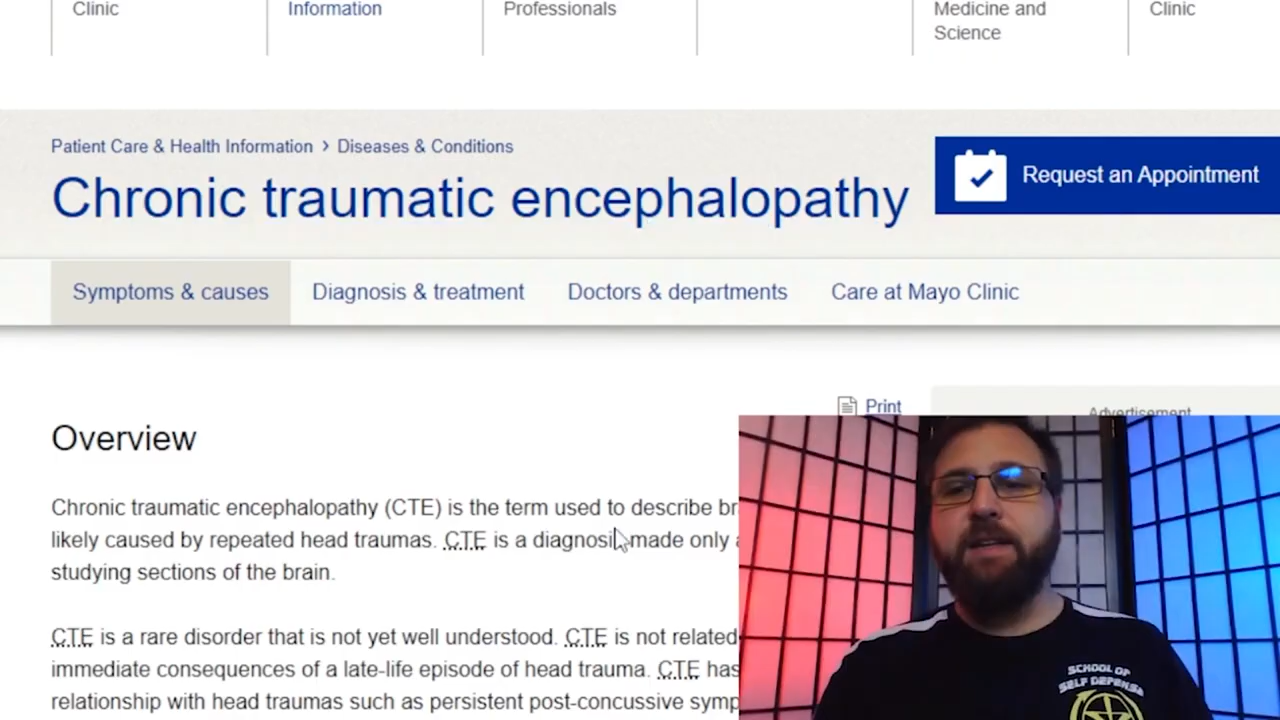 Clinic
Information
Professionals
Medicine and
Science
Clinic
Patient Care & Health Information › Diseases & Conditions
Chronic traumatic encephalopathy
Request an Appointment
Symptoms & causes
Diagnosis & treatment
Doctors & departments
Care at Mayo Clinic
Print
Advertisement
Overview
Chronic traumatic encephalopathy (CTE) is the term used to describe
likely caused by repeated head traumas. CTE is a diagnosis made only
studying sections of the brain.
CTE is a rare disorder that is not yet well understood. CTE is not related
immediate consequences of a late-life episode of head trauma. CTE has
relationship with head traumas such as persistent post-concussive
SCHOOL OF
SELF DEFENSE